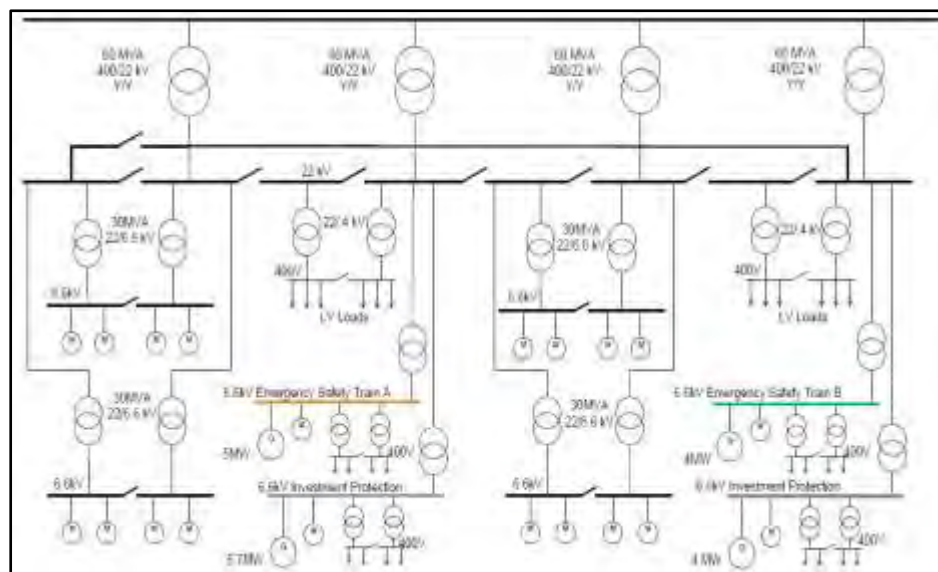 60 MVA
400/22 kV
Y/Y
60 MVA
400/22 kV
Y/Y
60 MVA
400/22 kV
Y/Y
60 MVA
400/22 kV
Y/Y
22 kV
30MVA
22/6.6 kV
22/.4 kV
30MVA
22/6.6 kV
22/.4 kV
400V
400V
6.6kV
6.6kV
LV Loads
LV Loads
M M M M
M M M M
30MVA
22/6.6 kV
6.6kV Emergency Safety Train A
30MVA
22/6.6 kV
6.6kV Emergency Safety Train B
G M
G M
5MW
400V
4MW
400V
6.6kV
6.6kV Investment Protection
6.6kV
6.6kV Investment Protection
M M M M
G M
M M M M
G M
400V
400V
4 MW